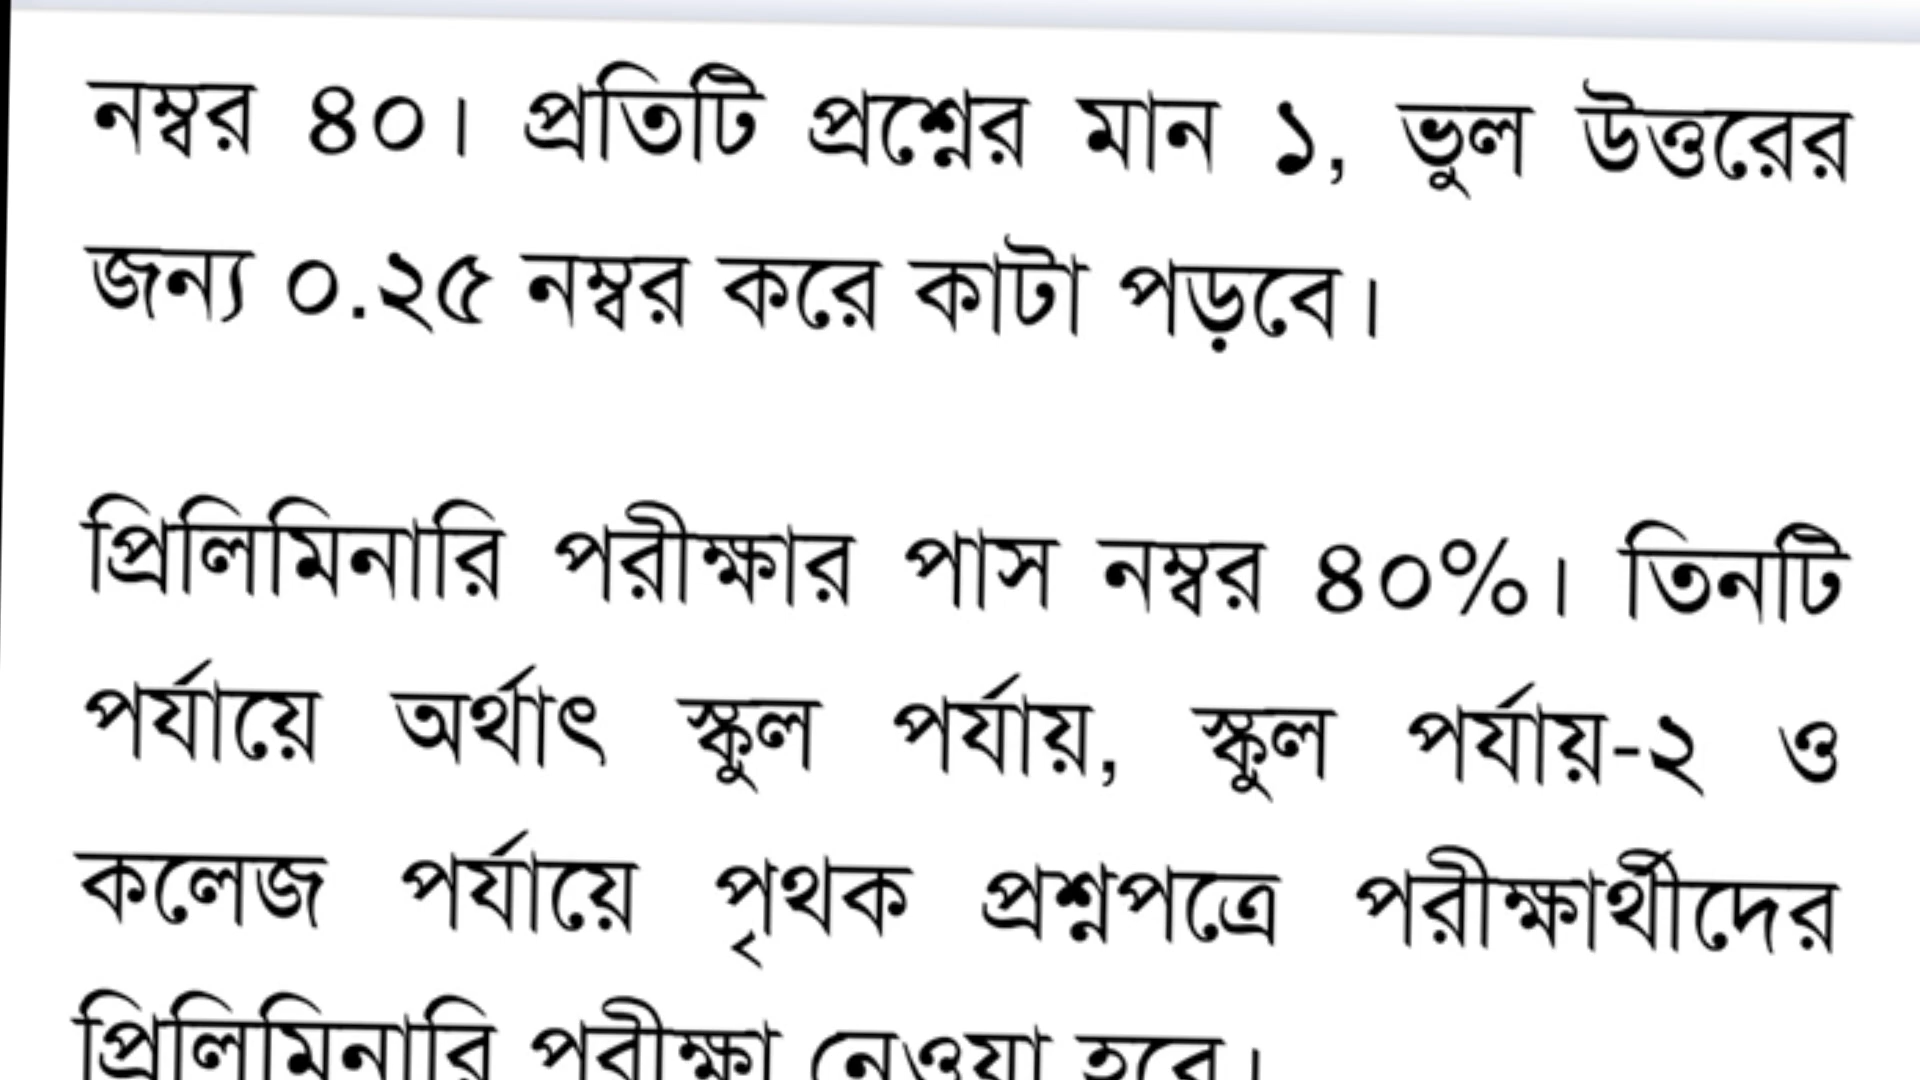 নম্বর ৪০। প্রতিটি প্রশ্নের মান ১, ভুল উত্তরের
জন্য ০.২৫ নম্বর করে কাটা পড়বে।
প্রিলিমিনারি পরীক্ষার পাস নম্বর ৪০%। তিনটি
পর্যায়ে অর্থাৎ স্কুল পর্যায়, স্কুল পর্যায়-২ ও
কলেজ পর্যায়ে পৃথক প্রশ্নপত্রে পরীক্ষার্থীদের
প্রিলিমিনারি পরীক্ষা নেওয়া হবে।